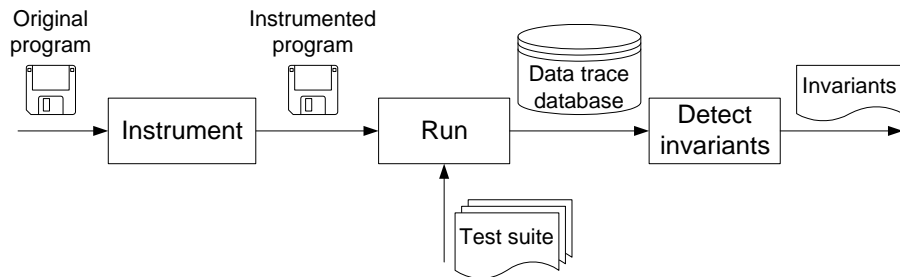 Original
program
Instrumented
program
Data trace
database
Invariants
Instrument
Run
Detect
invariants
Test suite